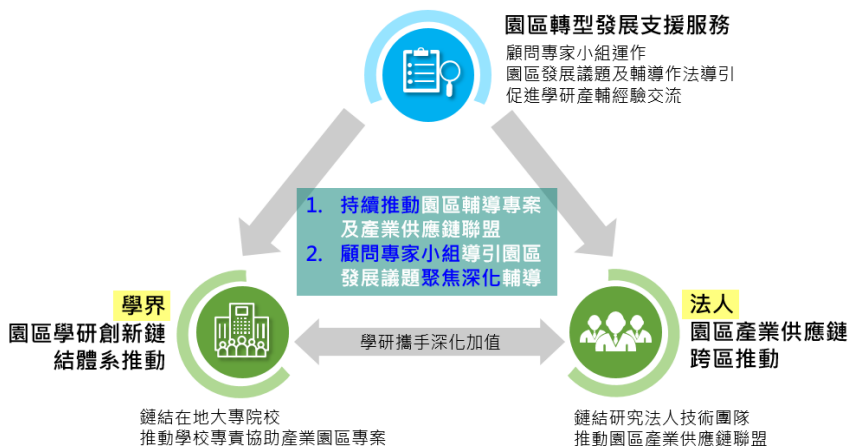 園區轉型發展支援服務
顧問專家小組運作
園區發展議題及輔導作法導引
促進學研產輔經驗交流
1. 持續推動園區輔導專案
及產業供應鏈聯盟
2. 顧問專家小組導引園區
發展議題聚焦深化輔導
學界
園區學研創新鏈
結體系推動
學研攜手深化加值
法人
園區產業供應鏈
跨區推動
鏈結在地大專院校
推動學校專責協助產業園區專案
鏈結研究法人技術團隊
推動園區產業供應鏈聯盟